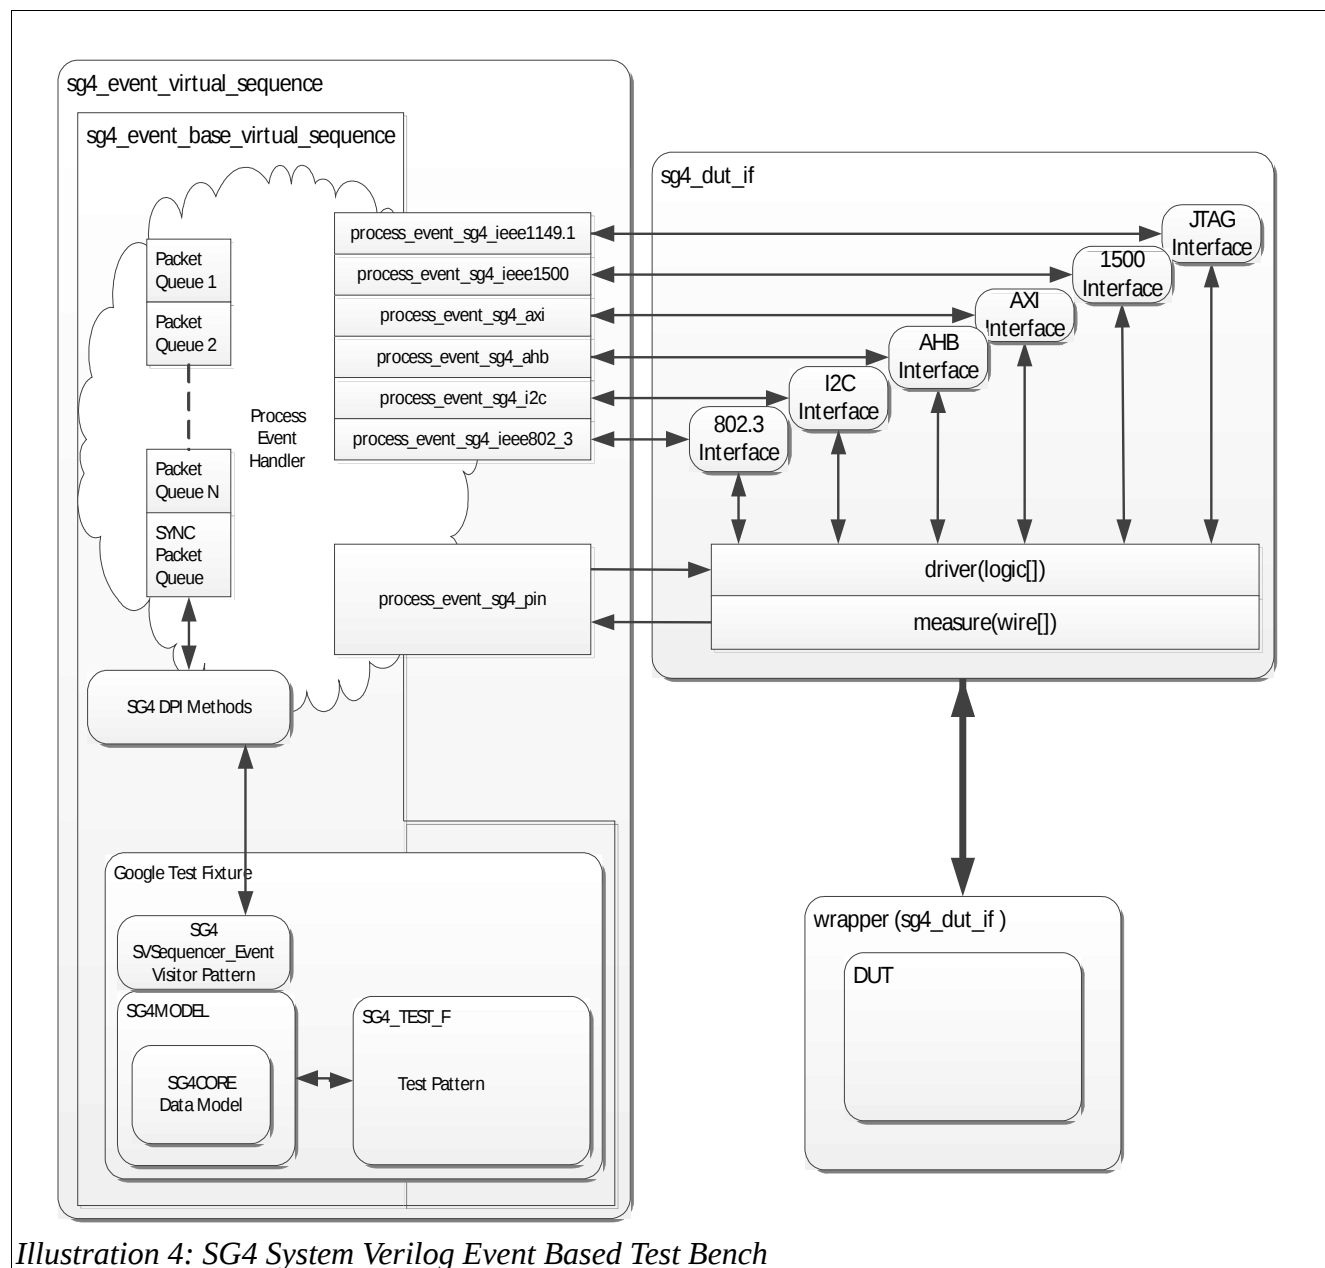 sg4_event_virtual_sequence
sg4_event_base_virtual_sequence
Packet
Queue 1
Packet
Queue 2
Packet
Queue N
SYNC
Packet
Queue
Process
Event
Handler
process_event_sg4_ieee1149.1
process_event_sg4_ieee1500
process_event_sg4_axi
process_event_sg4_ahb
process_event_sg4_i2c
process_event_sg4_ieee802_3
process_event_sg4_pin
SG4 DPI Methods
Google Test Fixture
SG4
SVSequencer_Event
Visitor Pattern
SG4MODEL
SG4CORE
Data Model
SG4_TEST_F
Test Pattern
sg4_dut_if
JTAG
Interface
1500
Interface
AXI
Interface
AHB
Interface
I2C
Interface
802.3
Interface
driver(logic[])
measure(wire[])
wrapper (sg4_dut_if )
DUT
Illustration 4: SG4 System Verilog Event Based Test Bench